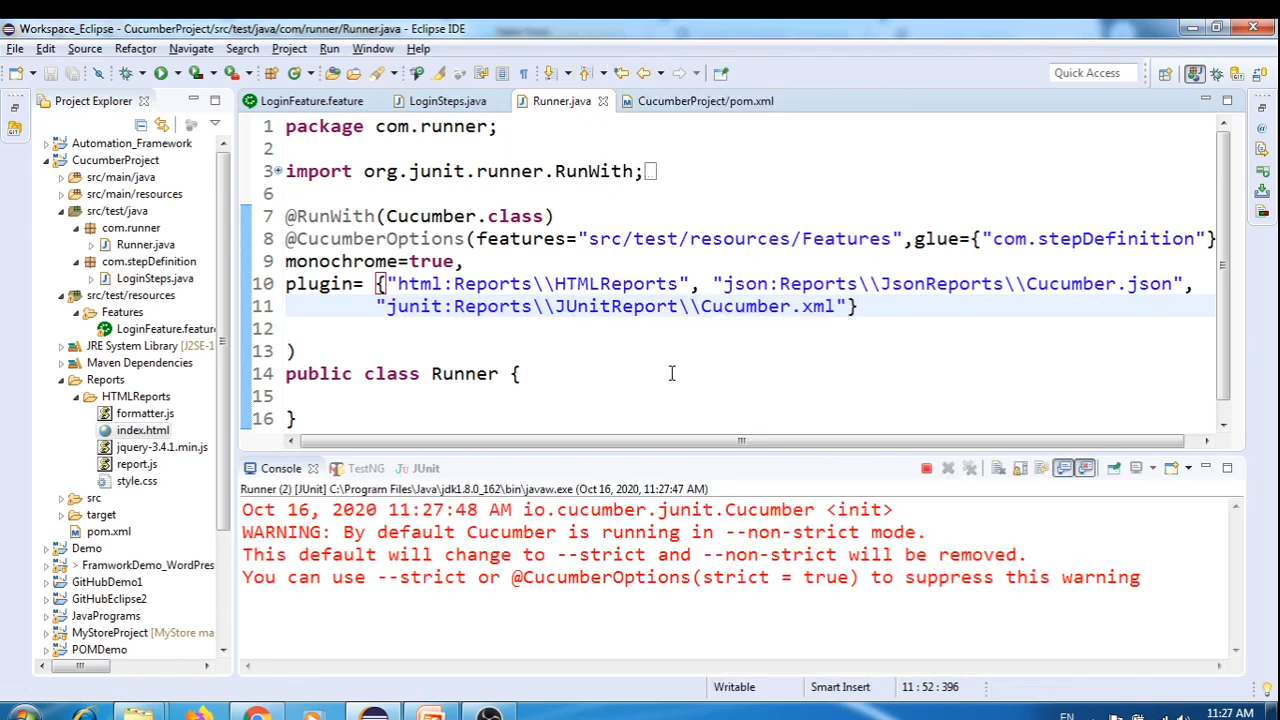 Workspace_Eclipse - CucumberProject/src/test/java/com/runner/Runner.java - Eclipse IDE
File Edit Source Refactor Navigate Search Project Run Window Help
Quick Access
Project Explorer
LoginFeature.feature
LoginSteps.java
Runner.java
CucumberProject/pom.xml
Automation_Framework
CucumberProject
src/main/java
src/main/resources
src/test/java
com.runner
Runner.java
com.stepDefinition
LoginSteps.java
src/test/resources
Features
LoginFeature.feature
JRE System Library [J2SE-1
Maven Dependencies
Reports
HTMLReports
formatter.js
index.html
jquery-3.4.1.min.js
report.js
style.css
src
target
pom.xml
Demo
> FramworkDemo_WordPres
GitHubDemo1
GitHubEclipse2
JavaPrograms
MyStoreProject [MyStore ma
POMDemo
1 package com.runner;
2
3 import org.junit.runner.RunWith;
6
7 @RunWith(Cucumber.class)
8 @CucumberOptions(features="src/test/resources/Features",glue={"com.stepDefinition"}
9 monochrome=true,
10 plugin= {"html:Reports\\HTMLReports", "json:Reports\\JsonReports\\Cucumber.json",
11 "junit:Reports\\JUnitReport\\Cucumber.xml"}
12
13 )
14 public class Runner {
15
16 }
Console TestNG JUnit
Runner (2) [JUnit] C:\Program Files\Java\jdk1.8.0_162\bin\javaw.exe (Oct 16, 2020, 11:27:47 AM)
Oct 16, 2020 11:27:48 AM io.cucumber.junit.Cucumber <init>
WARNING: By default Cucumber is running in --non-strict mode.
This default will change to --strict and --non-strict will be removed.
You can use --strict or @CucumberOptions(strict = true) to suppress this warning
Writable Smart Insert 11 : 52 : 396
EN 11:27 AM